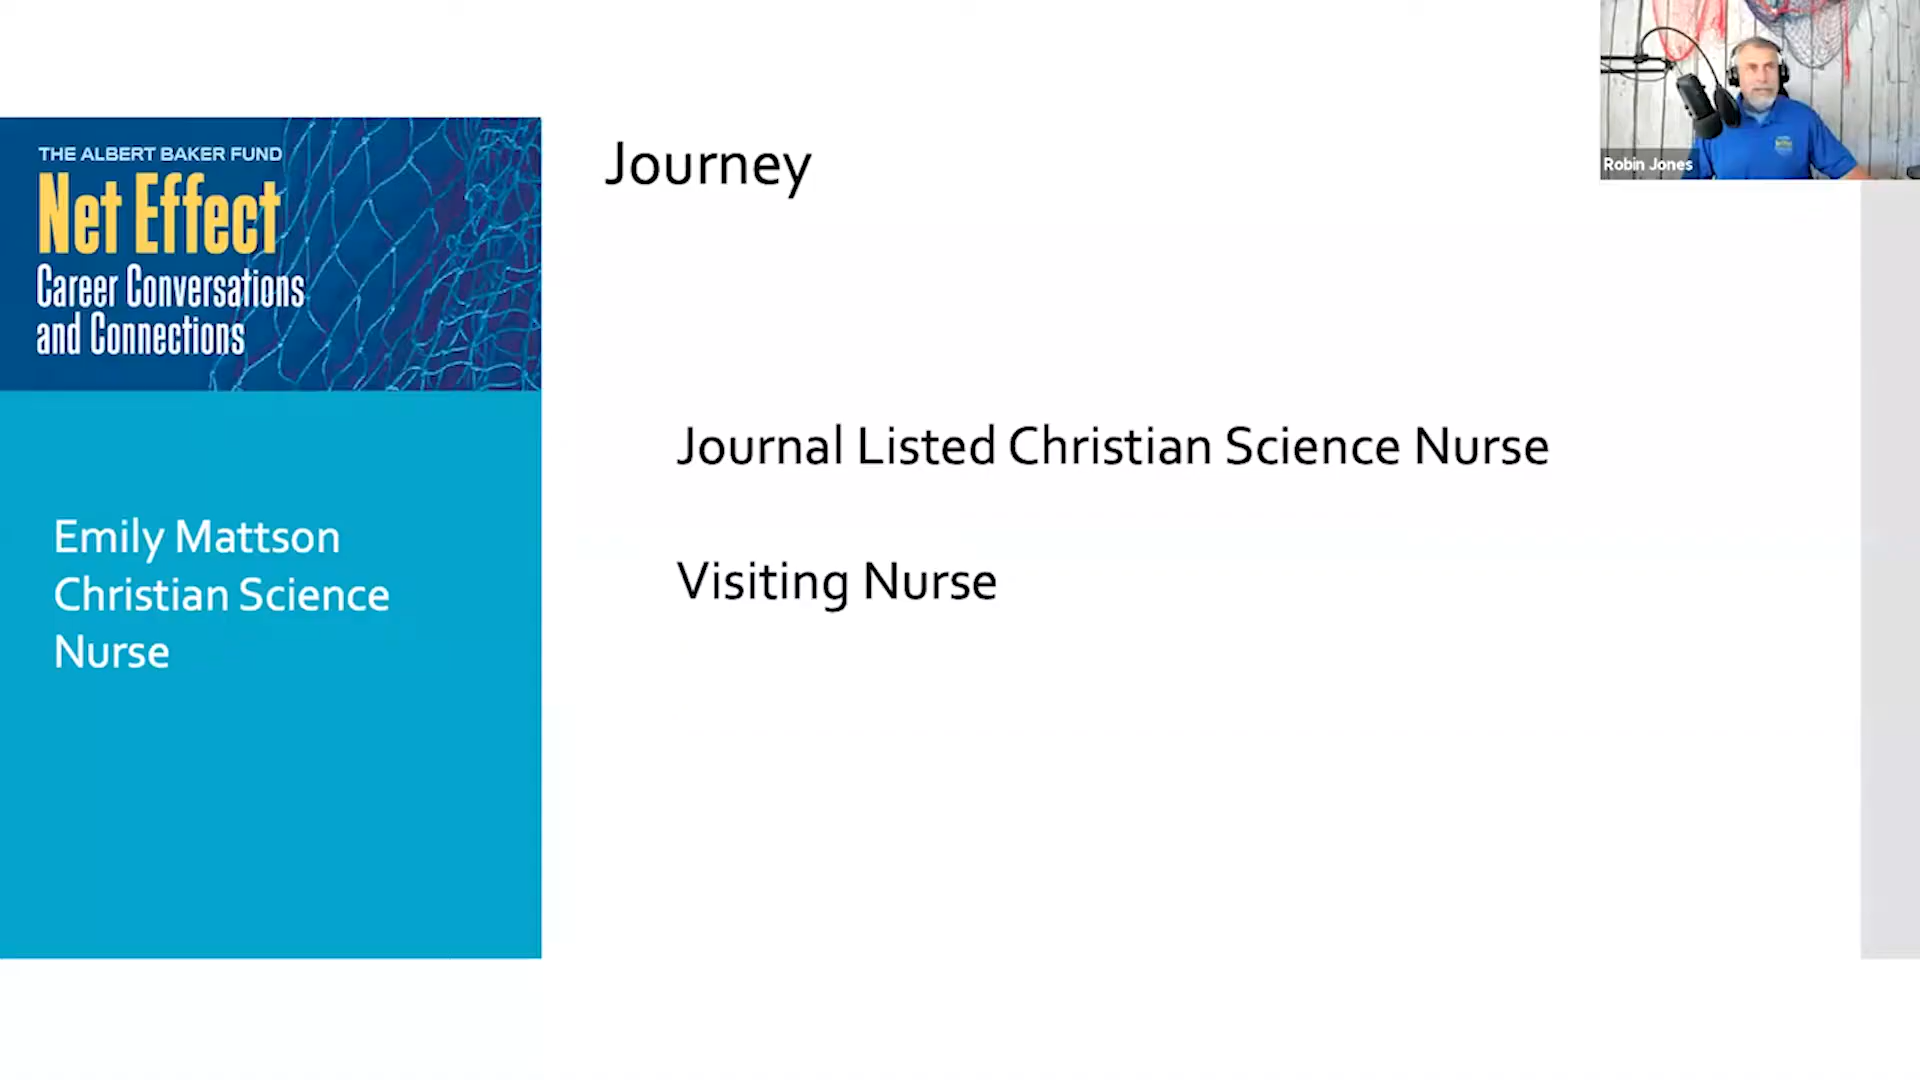 THE ALBERT BAKER FUND
Net Effect
Career Conversations
and Connections
Emily Mattson
Christian Science
Nurse
Journey
Journal Listed Christian Science Nurse
Visiting Nurse
Robin Jones